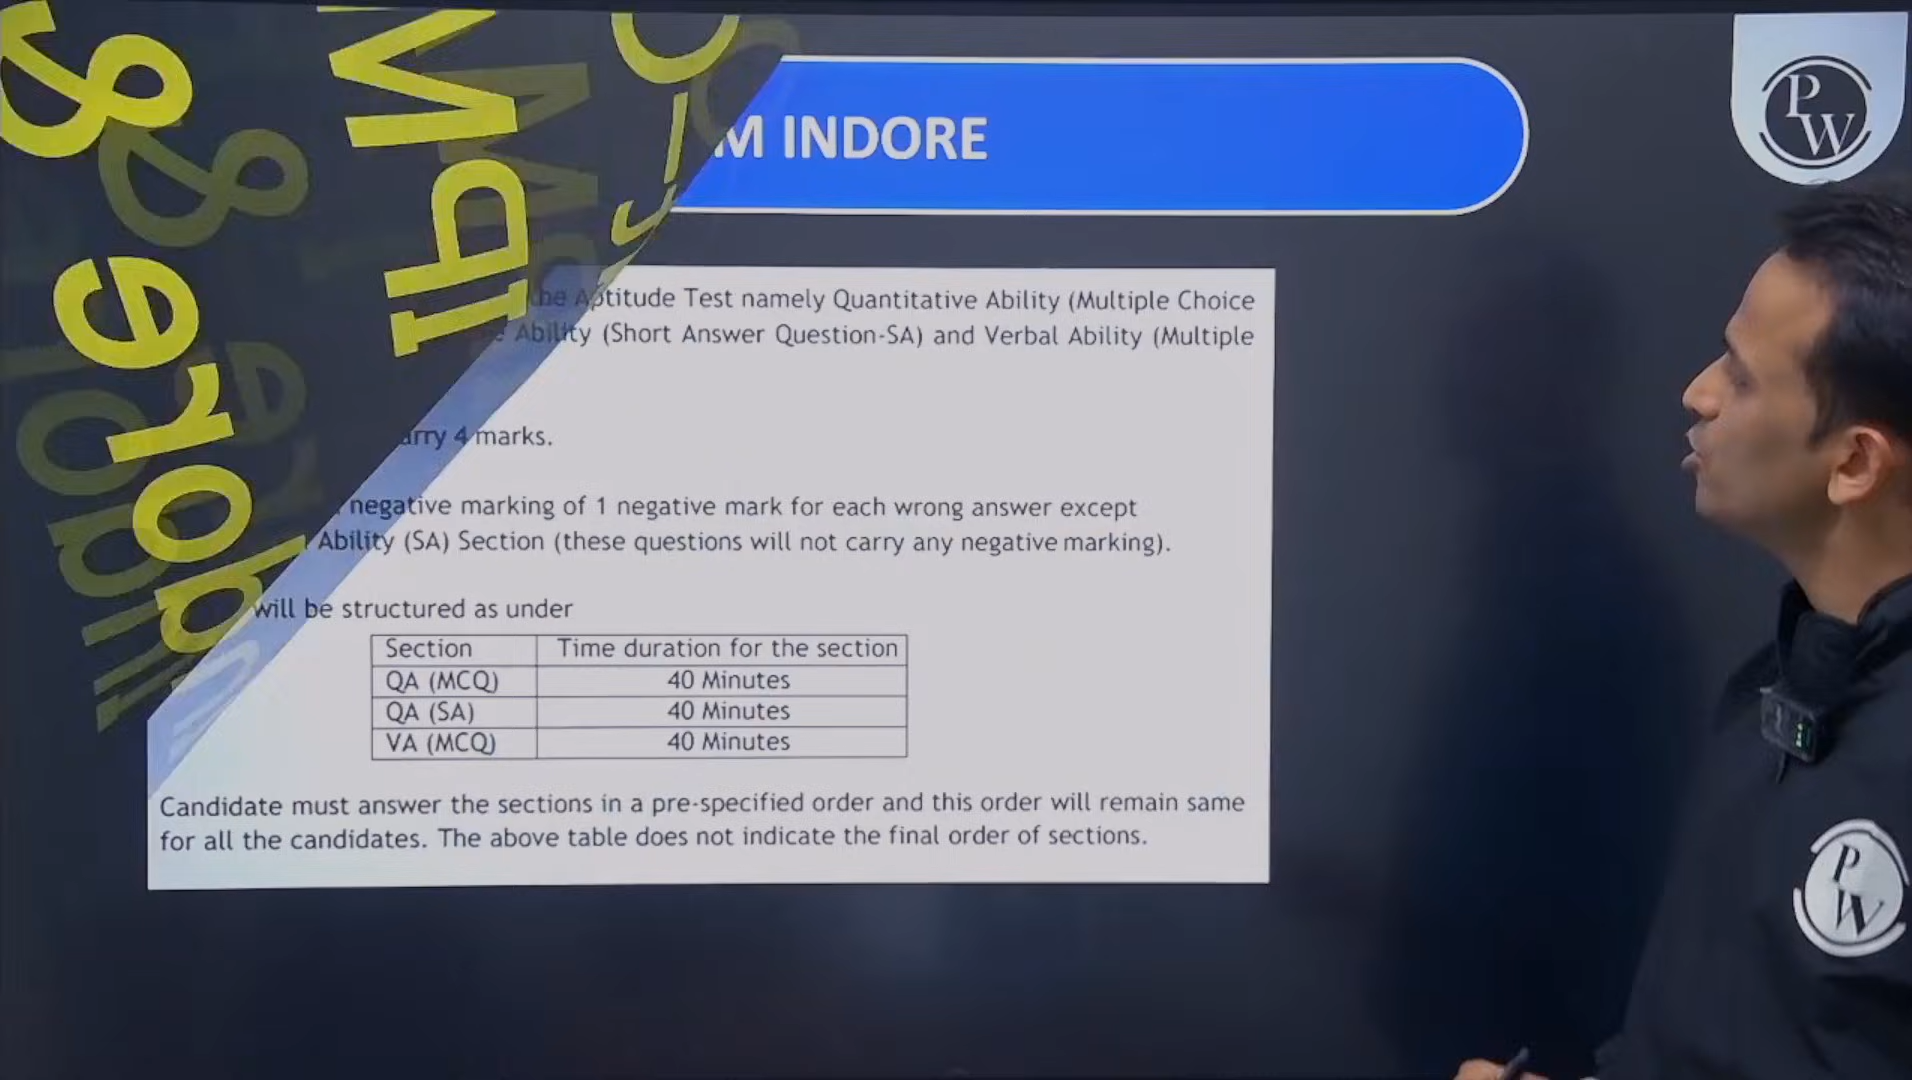 M INDORE
PW
the Aptitude Test namely Quantitative Ability (Multiple Choice
Ability (Short Answer Question-SA) and Verbal Ability (Multiple
arry 4 marks.
negative marking of 1 negative mark for each wrong answer except
Ability (SA) Section (these questions will not carry any negative marking).
will be structured as under
Section Time duration for the section
QA (MCQ) 40 Minutes
QA (SA) 40 Minutes
VA (MCQ) 40 Minutes
Candidate must answer the sections in a pre-specified order and this order will remain same
for all the candidates. The above table does not indicate the final order of sections.
PW